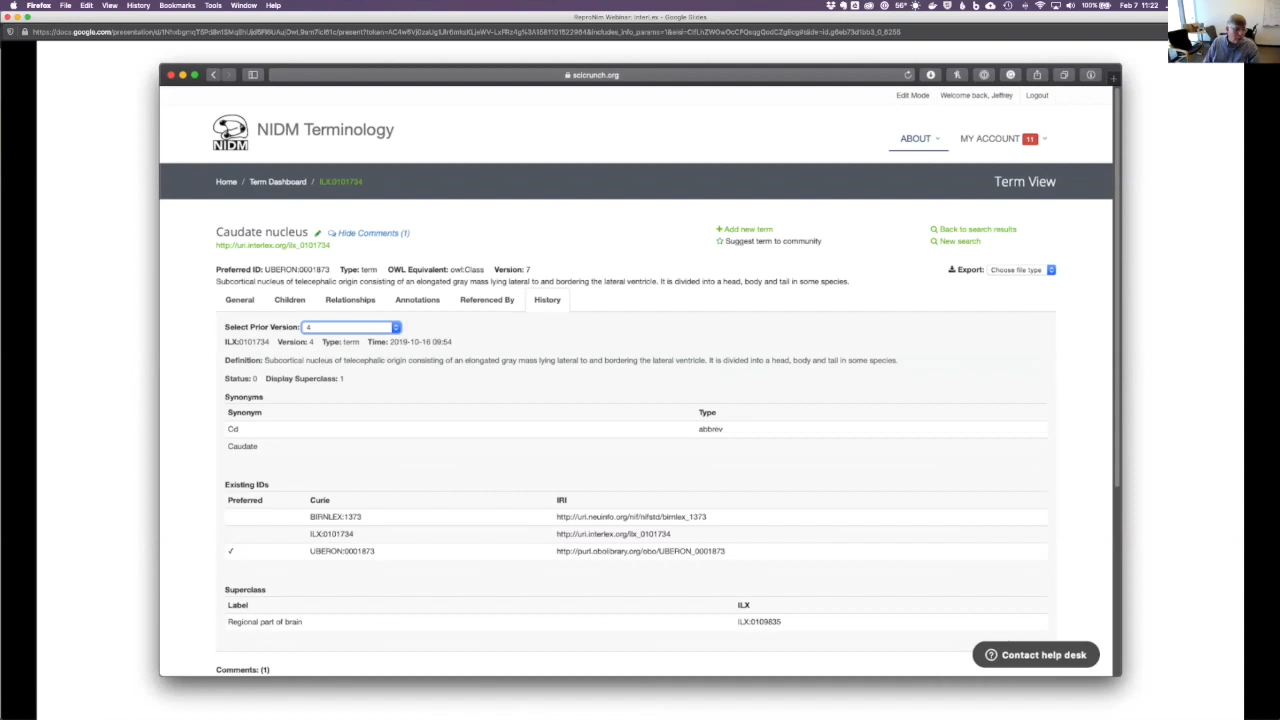 Firefox File Edit View History Bookmarks Tools Window Help 56° 100% Feb 7 11:22
ReproNim Webinar: InterLex - Google Slides
scicrunch.org
Edit Mode Welcome back, Jeffrey Logout
NIDM NIDM Terminology
ABOUT MY ACCOUNT 11
Home / Term Dashboard / ILX:0101734 Term View
Caudate nucleus Hide Comments (1)
http://uri.interlex.org/ilx_0101734
Add new term
Suggest term to community
Back to search results
New search
Preferred ID: UBERON:0001873 Type: term OWL Equivalent: owl:Class Version: 7
Export: Choose file type
Subcortical nucleus of telecephalic origin consisting of an elongated gray mass lying lateral to and bordering the lateral ventricle. It is divided into a head, body and tail in some species.
General Children Relationships Annotations Referenced By History
Select Prior Version: 4
ILX:0101734 Version: 4 Type: term Time: 2019-10-16 09:54
Definition: Subcortical nucleus of telecephalic origin consisting of an elongated gray mass lying lateral to and bordering the lateral ventricle. It is divided into a head, body and tail in some species.
Status: 0 Display Superclass: 1
Synonyms
Synonym Type
Cd abbrev
Caudate
Existing IDs
Preferred Curie IRI
BIRNLEX:1373 http://uri.neuinfo.org/nif/nifstd/birnlex_1373
ILX:0101734 http://uri.interlex.org/ilx_0101734
✓ UBERON:0001873 http://purl.obolibrary.org/obo/UBERON_0001873
Superclass
Label ILX
Regional part of brain ILX:0109835
Contact help desk
Comments: (1)